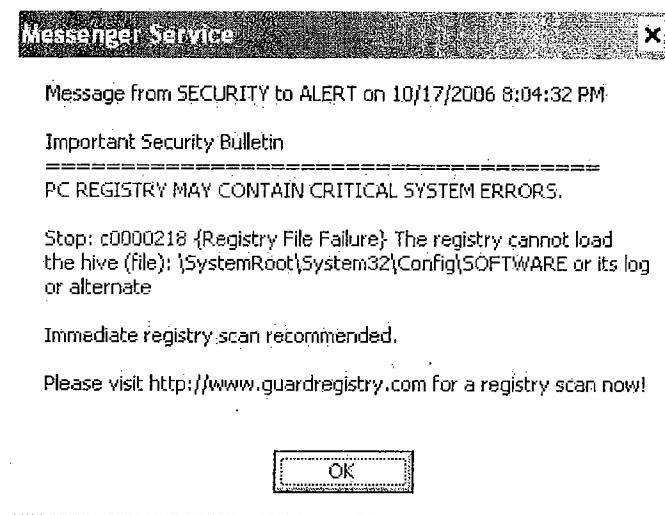 Messenger Service
Message from SECURITY to ALERT on 10/17/2006 8:04:32 PM
Important Security Bulletin
========================================
PC REGISTRY MAY CONTAIN CRITICAL SYSTEM ERRORS.
Stop: c0000218 {Registry File Failure} The registry cannot load
the hive (file): \SystemRoot\System32\Config\SOFTWARE or its log
or alternate
Immediate registry scan recommended.
Please visit http://www.guardregistry.com for a registry scan now!
OK